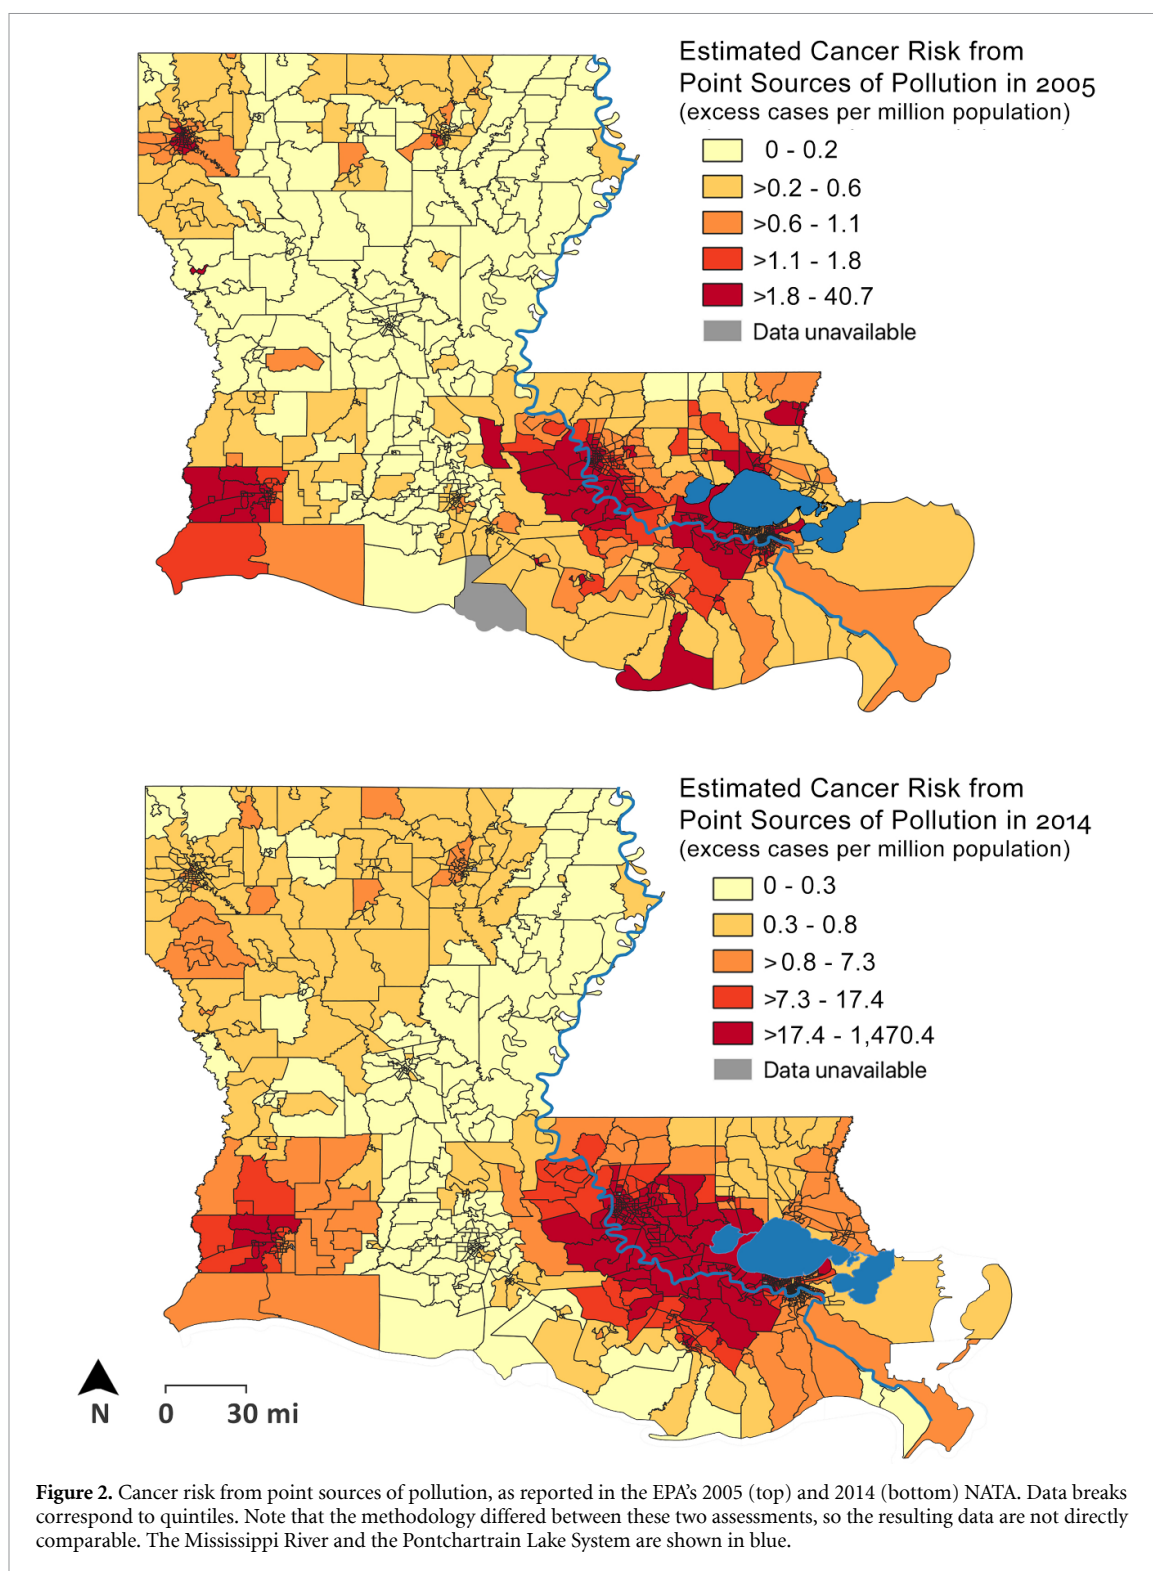 Estimated Cancer Risk from
Point Sources of Pollution in 2005
(excess cases per million population)
0 - 0.2
>0.2 - 0.6
>0.6 - 1.1
>1.1 - 1.8
>1.8 - 40.7
Data unavailable
Estimated Cancer Risk from
Point Sources of Pollution in 2014
(excess cases per million population)
0 - 0.3
0.3 - 0.8
>0.8 - 7.3
>7.3 - 17.4
>17.4 - 1,470.4
Data unavailable
N 0 30 mi
Figure 2. Cancer risk from point sources of pollution, as reported in the EPA's 2005 (top) and 2014 (bottom) NATA. Data breaks
correspond to quintiles. Note that the methodology differed between these two assessments, so the resulting data are not directly
comparable. The Mississippi River and the Pontchartrain Lake System are shown in blue.